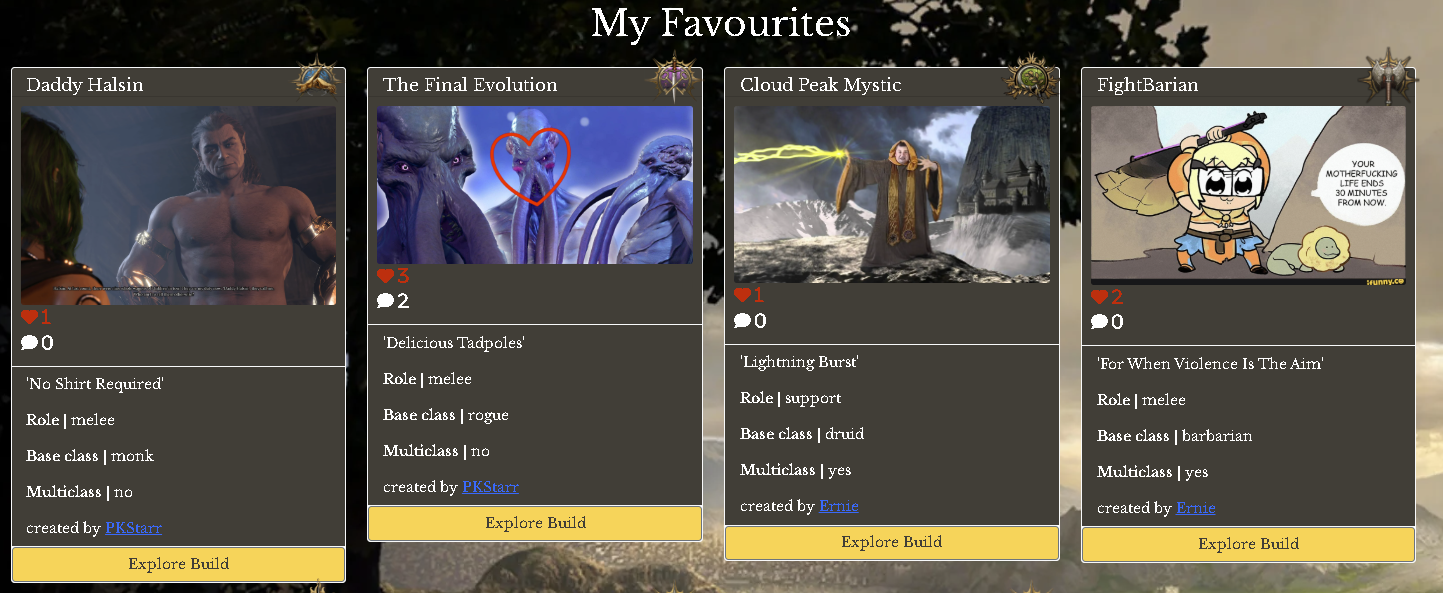 My Favourites
Daddy Halsin
1
0
'No Shirt Required'
Role | melee
Base class | monk
Multiclass | no
created by PKStarr
Explore Build
The Final Evolution
3
2
'Delicious Tadpoles'
Role | melee
Base class | rogue
Multiclass | no
created by PKStarr
Explore Build
Cloud Peak Mystic
1
0
'Lightning Burst'
Role | support
Base class | druid
Multiclass | yes
created by Ernie
Explore Build
FightBarian
YOUR
MOTHERFUCKING
LIFE ENDS
30 MINUTES
FROM NOW.
ifunny.co
2
0
'For When Violence Is The Aim'
Role | melee
Base class | barbarian
Multiclass | yes
created by Ernie
Explore Build